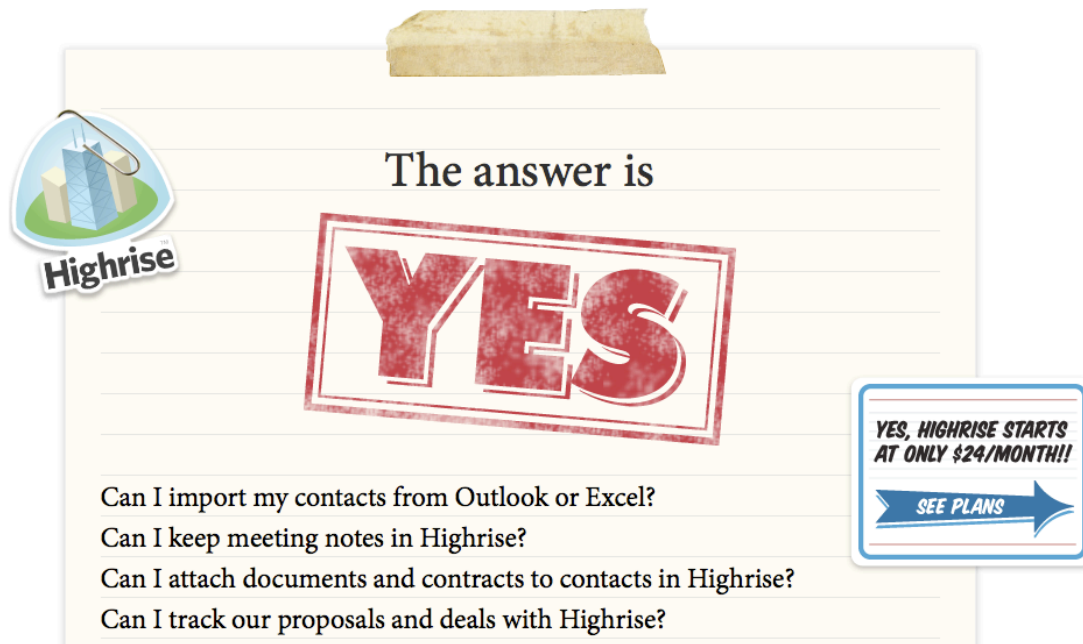 The answer is
YES
Highrise™
YES, HIGHRISE STARTS
AT ONLY $24/MONTH!!
SEE PLANS
Can I import my contacts from Outlook or Excel?
Can I keep meeting notes in Highrise?
Can I attach documents and contracts to contacts in Highrise?
Can I track our proposals and deals with Highrise?